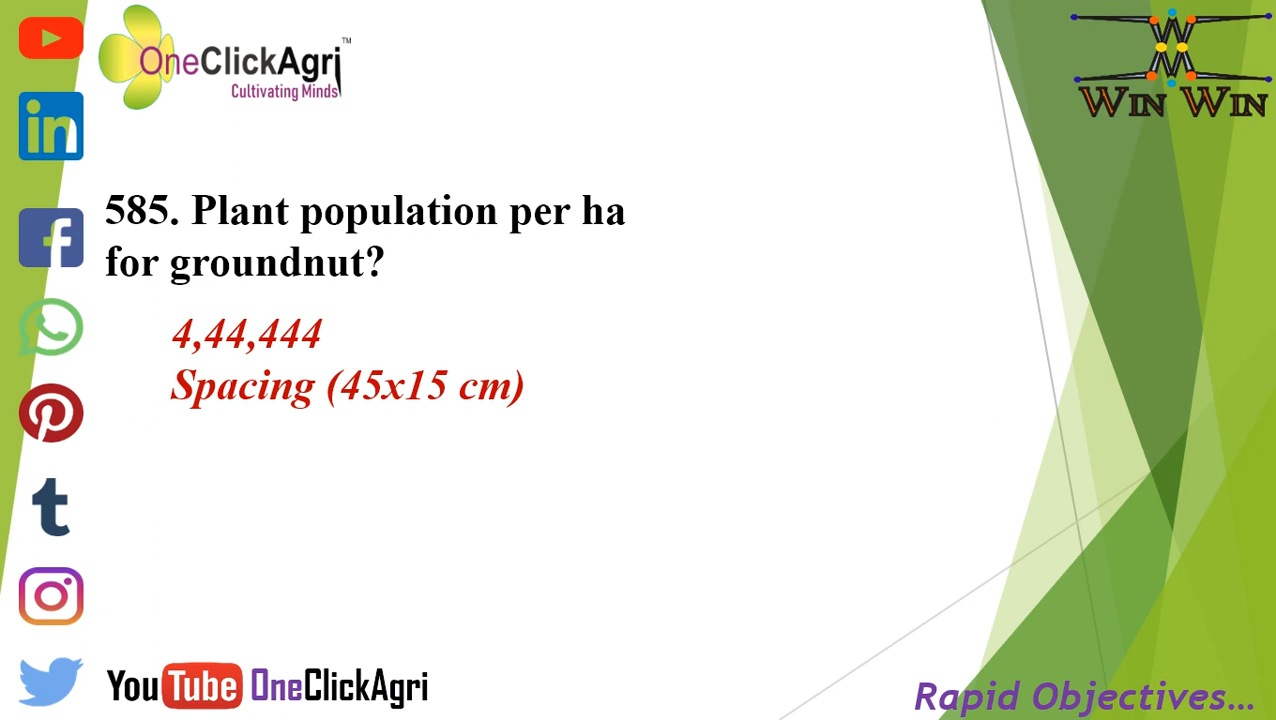 OneClickAgri™
Cultivating Minds
WIN WIN
585. Plant population per ha
for groundnut?
4,44,444
Spacing (45x15 cm)
YouTube OneClickAgri
Rapid Objectives...